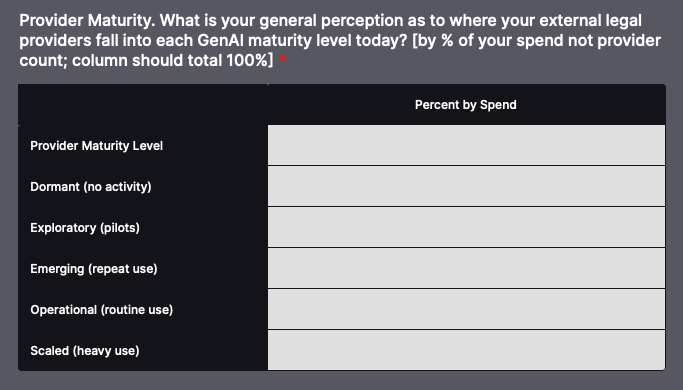 Provider Maturity. What is your general perception as to where your external legal
providers fall into each GenAI maturity level today? [by % of your spend not provider
count; column should total 100%] *
Percent by Spend
Provider Maturity Level
Dormant (no activity)
Exploratory (pilots)
Emerging (repeat use)
Operational (routine use)
Scaled (heavy use)